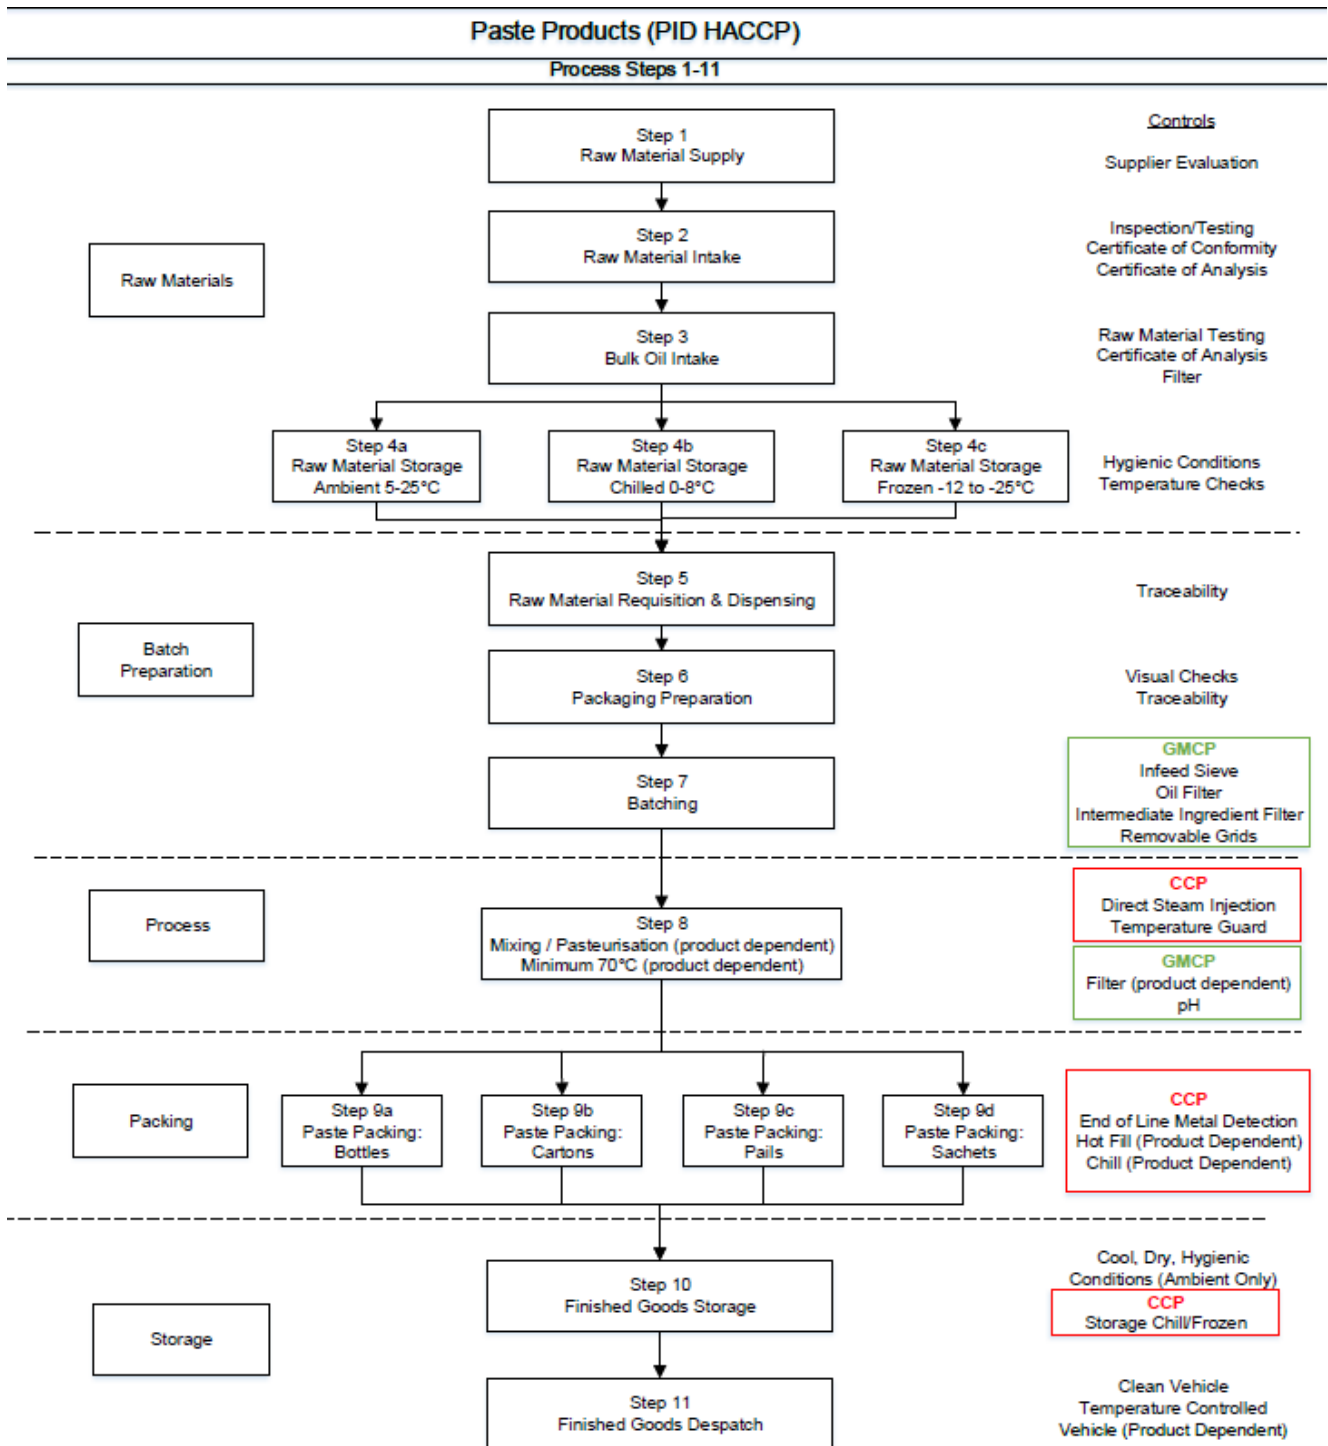 Paste Products (PID HACCP)
Process Steps 1-11
Controls
Step 1
Raw Material Supply
Supplier Evaluation
Raw Materials
Step 2
Raw Material Intake
Inspection/Testing
Certificate of Conformity
Certificate of Analysis
Step 3
Bulk Oil Intake
Raw Material Testing
Certificate of Analysis
Filter
Step 4a
Raw Material Storage
Ambient 5-25°C
Step 4b
Raw Material Storage
Chilled 0-8°C
Step 4c
Raw Material Storage
Frozen -12 to -25°C
Hygienic Conditions
Temperature Checks
Batch
Preparation
Step 5
Raw Material Requisition & Dispensing
Traceability
Step 6
Packaging Preparation
Visual Checks
Traceability
Step 7
Batching
GMCP
Infeed Sieve
Oil Filter
Intermediate Ingredient Filter
Removable Grids
Process
Step 8
Mixing / Pasteurisation (product dependent)
Minimum 70°C (product dependent)
CCP
Direct Steam Injection
Temperature Guard
GMCP
Filter (product dependent)
pH
Packing
Step 9a
Paste Packing:
Bottles
Step 9b
Paste Packing:
Cartons
Step 9c
Paste Packing:
Pails
Step 9d
Paste Packing:
Sachets
CCP
End of Line Metal Detection
Hot Fill (Product Dependent)
Chill (Product Dependent)
Storage
Step 10
Finished Goods Storage
Cool, Dry, Hygienic
Conditions (Ambient Only)
CCP
Storage Chill/Frozen
Step 11
Finished Goods Despatch
Clean Vehicle
Temperature Controlled
Vehicle (Product Dependent)